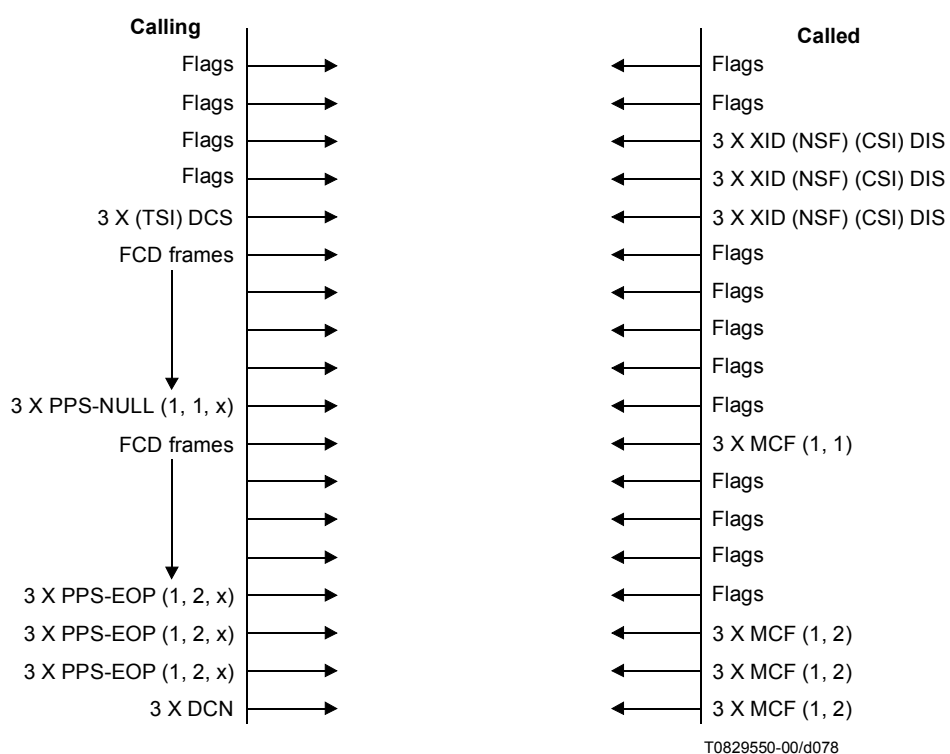 Calling Called
Flags Flags
Flags Flags
Flags 3 X XID (NSF) (CSI) DIS
Flags 3 X XID (NSF) (CSI) DIS
3 X (TSI) DCS 3 X XID (NSF) (CSI) DIS
FCD frames Flags
Flags
Flags
Flags
3 X PPS-NULL (1, 1, x) Flags
FCD frames 3 X MCF (1, 1)
Flags
Flags
Flags
3 X PPS-EOP (1, 2, x) Flags
3 X PPS-EOP (1, 2, x) 3 X MCF (1, 2)
3 X PPS-EOP (1, 2, x) 3 X MCF (1, 2)
3 X DCN 3 X MCF (1, 2)
T0829550-00/d078